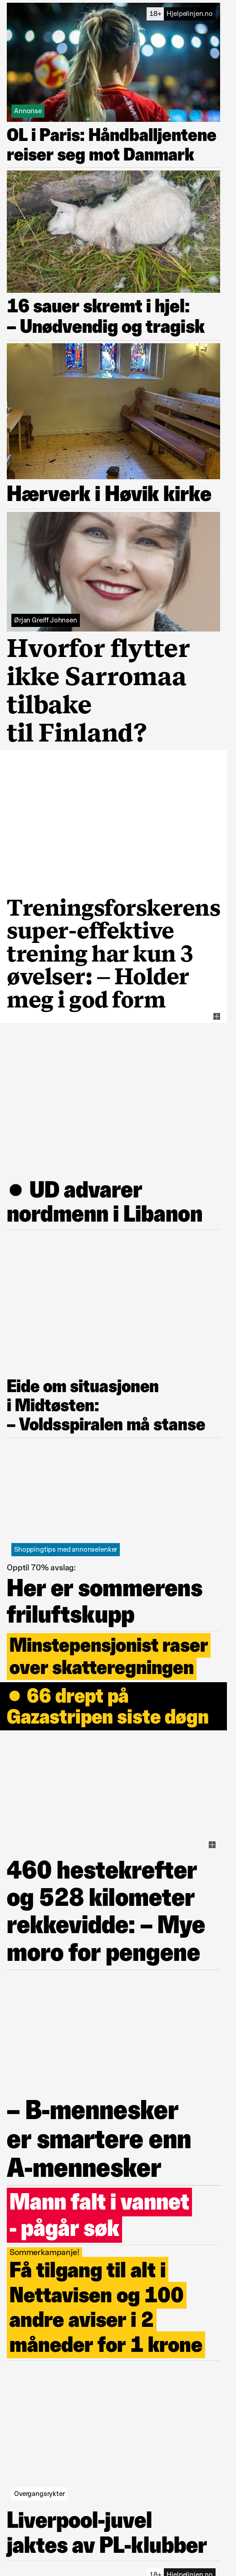 18+ Hjelpelinjen.no
Annonse
OL i Paris: Håndballjentene
reiser seg mot Danmark
16 sauer skremt i hjel:
– Unødvendig og tragisk
Hærverk i Høvik kirke
Ørjan Greiff Johnsen
Hvorfor flytter
ikke Sarromaa
tilbake
til Finland?
Treningsforskerens
super-effektive
trening har kun 3
øvelser: – Holder
meg i god form
● UD advarer
nordmenn i Libanon
Eide om situasjonen
i Midtøsten:
– Voldsspiralen må stanse
Shoppingtips med annonselenker
Opptil 70% avslag:
Her er sommerens
friluftskupp
Minstepensjonist raser
over skatteregningen
● 66 drept på
Gazastripen siste døgn
460 hestekrefter
og 528 kilometer
rekkevidde: – Mye
moro for pengene
– B-mennesker
er smartere enn
A-mennesker
Mann falt i vannet
- pågår søk
Sommerkampanje!
Få tilgang til alt i
Nettavisen og 100
andre aviser i 2
måneder for 1 krone
Overgangsrykter
Liverpool-juvel
jaktes av PL-klubber
18+ Hjelpelinjen.no